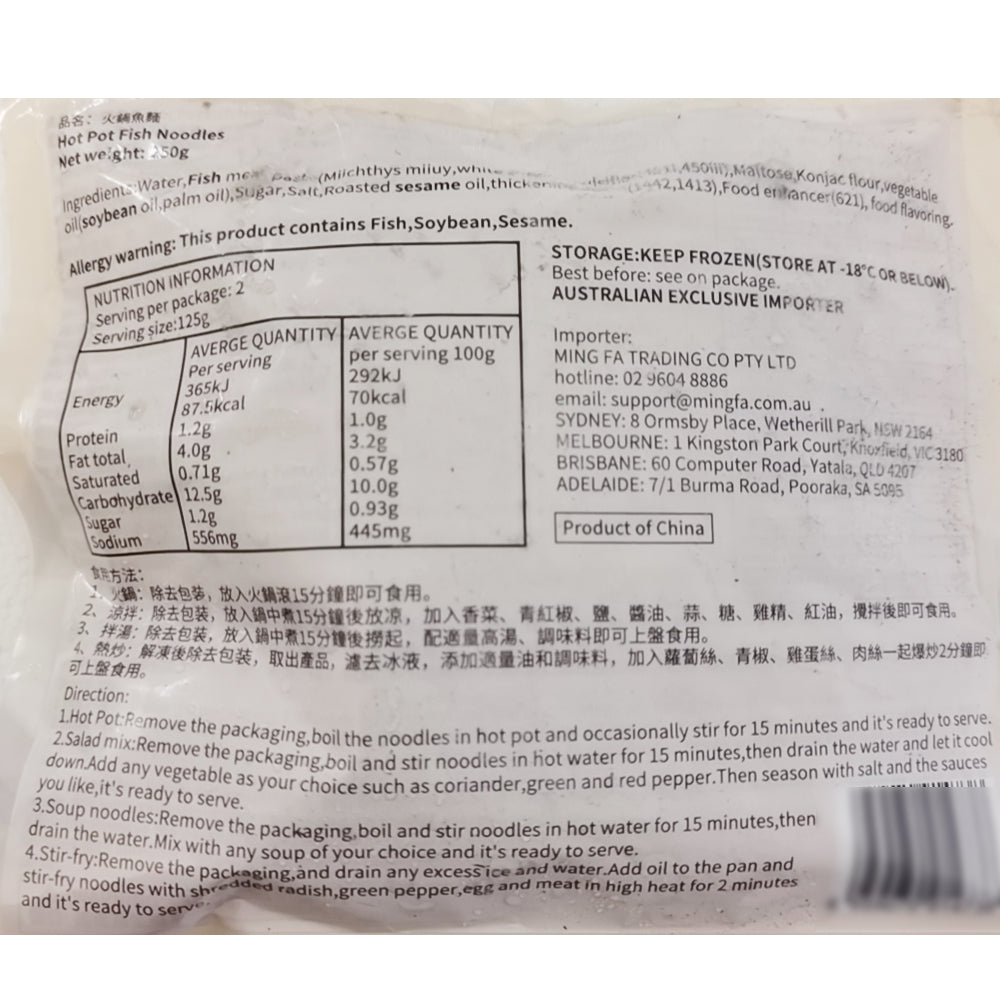 品名：火鍋魚麵
Hot Pot Fish Noodles
Net weight: 250g
Ingredients:Water,Fish (Miichthys miiuy, 450iii),Maltose,Konjac flour,vegetable
oil(soybean oil,palm oil),Sugar,Salt,Roasted sesame oil, (1442,1413),Food enhancer(621), food flavoring.
Allergy warning: This product contains Fish,Soybean,Sesame.
NUTRITION INFORMATION
Serving per package: 2
Serving size:125g
AVERGE QUANTITY AVERGE QUANTITY
Per serving per serving 100g
Energy 365kJ 292kJ
87.5kcal 70kcal
Protein 1.2g 1.0g
Fat total 4.0g 3.2g
Saturated 0.71g 0.57g
Carbohydrate 12.5g 10.0g
Sugar 1.2g 0.93g
Sodium 556mg 445mg
STORAGE:KEEP FROZEN(STORE AT -18°C OR BELOW).
Best before: see on package.
AUSTRALIAN EXCLUSIVE IMPORTER
Importer:
MING FA TRADING CO PTY LTD
hotline: 02 9604 8886
email: support@mingfa.com.au
SYDNEY: 8 Ormsby Place, Wetherill Park, NSW 2164
MELBOURNE: 1 Kingston Park Court, Knoxfield, VIC 3180
BRISBANE: 60 Computer Road, Yatala, QLD 4207
ADELAIDE: 7/1 Burma Road, Pooraka, SA 5095
Product of China
食用方法：
1、火鍋：除去包裝，放入火鍋滾15分鐘即可食用。
2、涼拌：除去包裝，放入鍋中煮15分鐘後放凉，加入香菜、青紅椒、鹽、醬油、蒜、糖、雞精、紅油，攪拌後即可食用。
3、拌湯：除去包裝，放入鍋中煮15分鐘後撈起，配適量高湯、調味料即可上盤食用。
4、熱炒：解凍後除去包裝，取出產品，濾去冰液，添加適量油和調味料，加入蘿蔔絲、青椒、雞蛋絲、肉絲一起爆炒2分鐘即
可上盤食用。
Direction:
1.Hot Pot:Remove the packaging,boil the noodles in hot pot and occasionally stir for 15 minutes and it's ready to serve.
2.Salad mix:Remove the packaging,boil and stir noodles in hot water for 15 minutes,then drain the water and let it cool
down.Add any vegetable as your choice such as coriander,green and red pepper.Then season with salt and the sauces
you like,it's ready to serve.
3.Soup noodles:Remove the packaging,boil and stir noodles in hot water for 15 minutes,then
drain the water.Mix with any soup of your choice and it's ready to serve.
4.Stir-fry:Remove the packaging,and drain any excess ice and water.Add oil to the pan and
stir-fry noodles with shredded radish,green pepper,egg and meat in high heat for 2 minutes
and it's ready to serve.